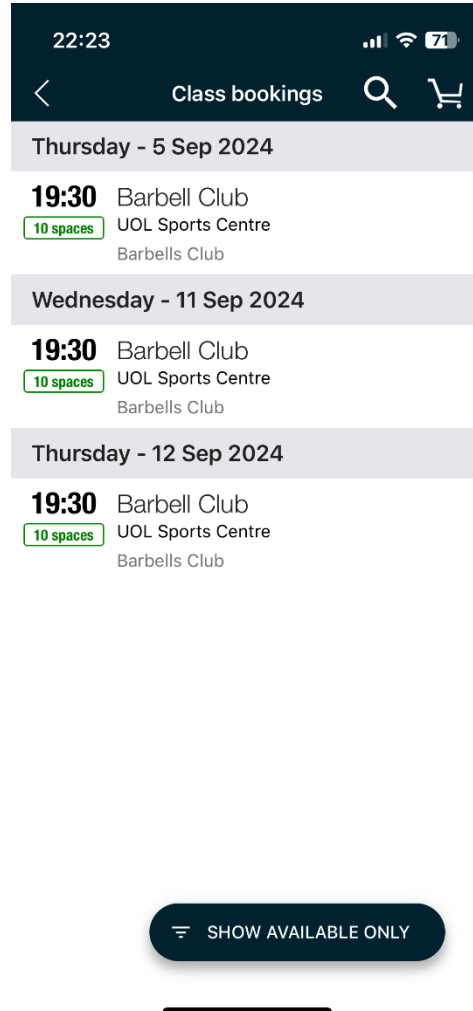 22:23
71
Class bookings
Thursday - 5 Sep 2024
19:30 Barbell Club
10 spaces UOL Sports Centre
Barbells Club
Wednesday - 11 Sep 2024
19:30 Barbell Club
10 spaces UOL Sports Centre
Barbells Club
Thursday - 12 Sep 2024
19:30 Barbell Club
10 spaces UOL Sports Centre
Barbells Club
SHOW AVAILABLE ONLY